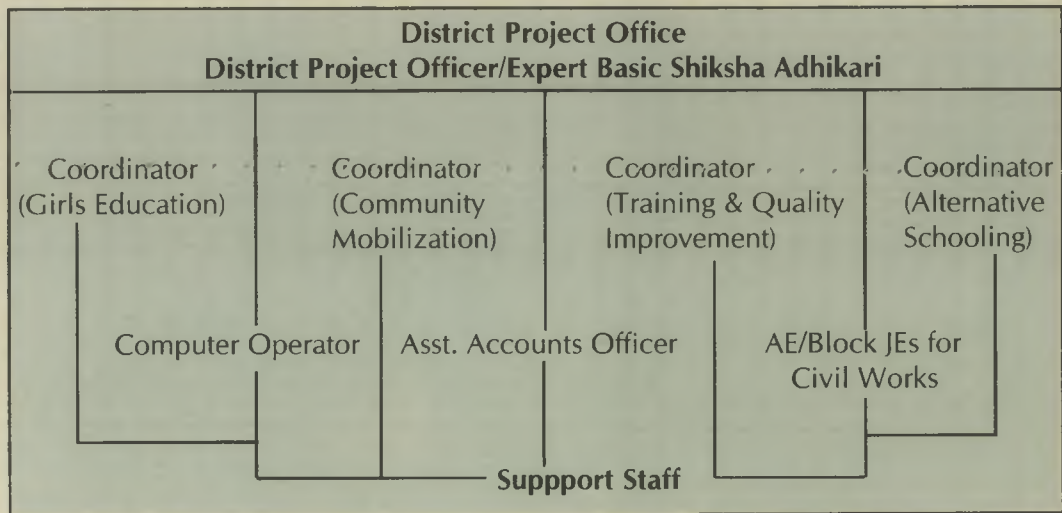 District Project Office
District Project Officer/Expert Basic Shiksha Adhikari
Coordinator
(Girls Education)
Coordinator
(Community
Mobilization)
Coordinator
(Training & Quality
Improvement)
Coordinator
(Alternative
Schooling)
Computer Operator
Asst. Accounts Officer
AE/Block JEs for
Civil Works
Suppport Staff